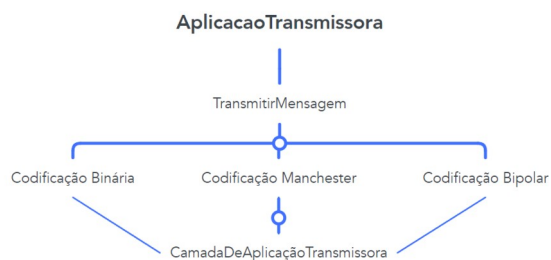 AplicacaoTransmissora
TransmitirMensagem
Codificação Binária Codificação Manchester Codificação Bipolar
CamadaDeAplicaçãoTransmissora